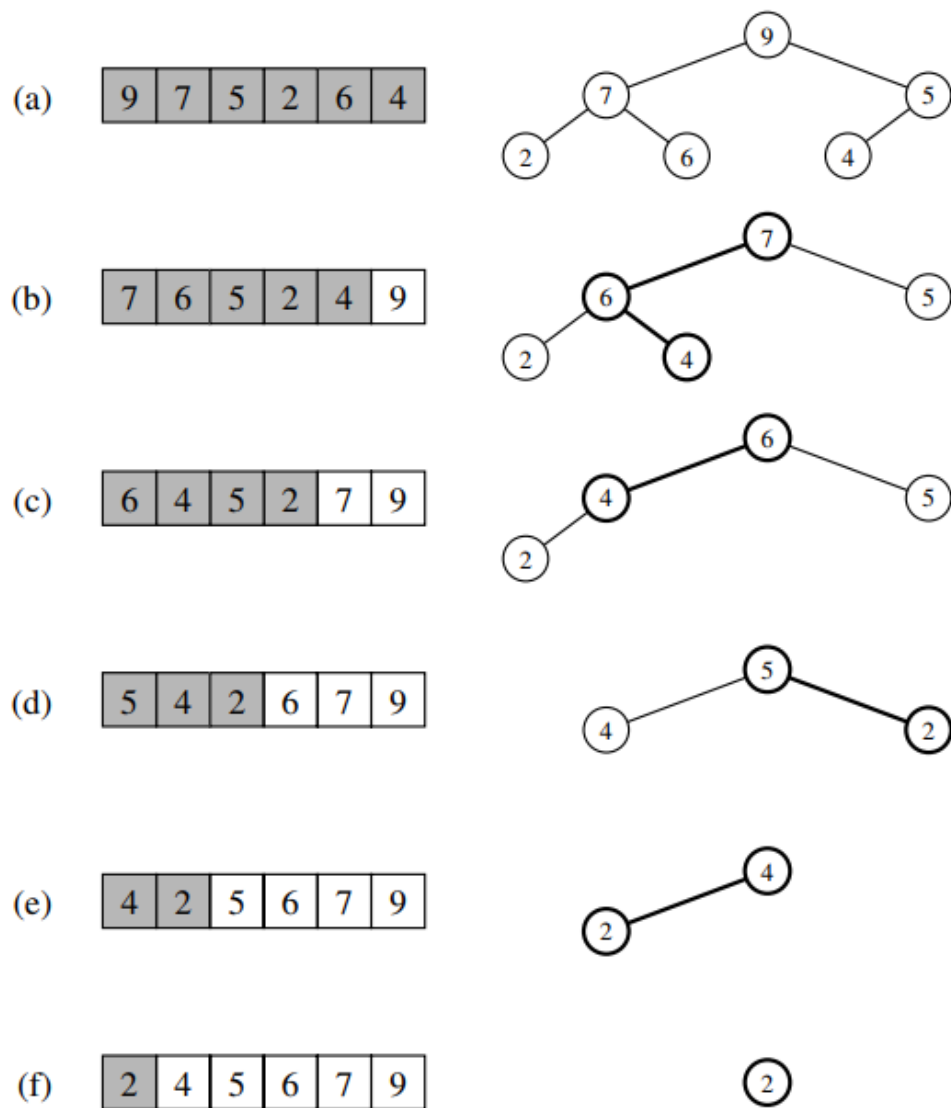 9
(a) 9 7 5 2 6 4
7 5
2 6 4
7
(b) 7 6 5 2 4 9
6 5
2 4
6
(c) 6 4 5 2 7 9
4 5
2
5
(d) 5 4 2 6 7 9
4 2
4
(e) 4 2 5 6 7 9
2
(f) 2 4 5 6 7 9
2